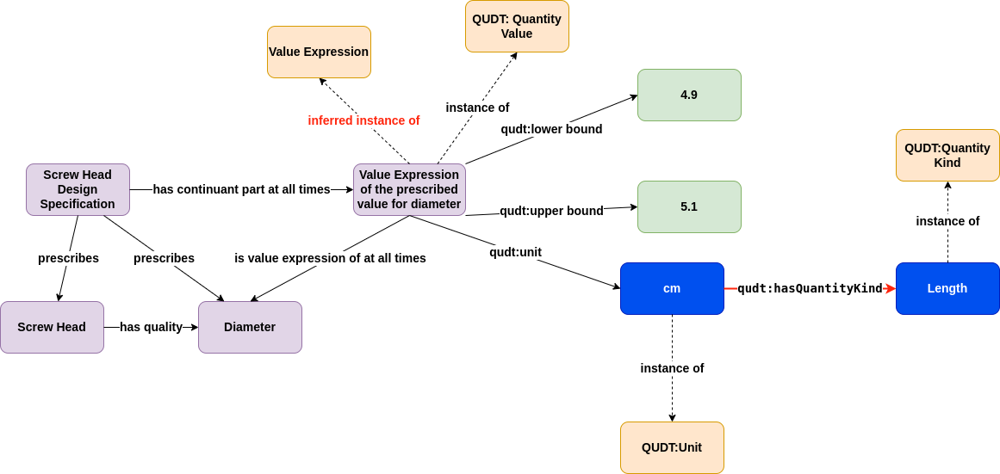 QUDT: Quantity
Value
Value Expression
4.9
instance of
inferred instance of
qudt:lower bound
QUDT:Quantity
Kind
Screw Head
Design
Specification
has continuant part at all times
Value Expression
of the prescribed
value for diameter
qudt:upper bound
5.1
instance of
prescribes
prescribes
is value expression of at all times
qudt:unit
cm
qudt:hasQuantityKind
Length
Screw Head
has quality
Diameter
instance of
QUDT:Unit